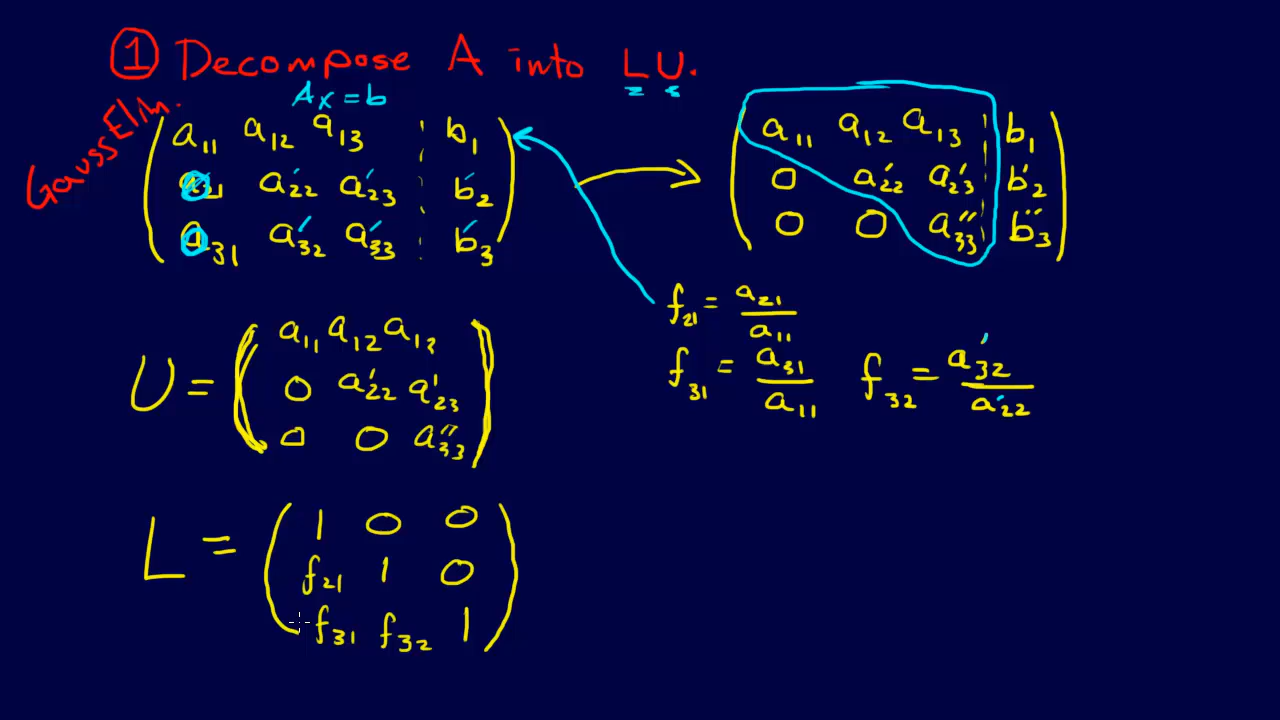 ① Decompose A into LU.
Ax = b
Gauss Elim.
a11 a12 a13 b1
a21 a'22 a'23 b'2
a31 a'32 a'33 b'3
a11 a12 a13 b1
0 a'22 a'23 b'2
0 0 a''33 b''3
f21 = a21/a11
f31 = a31/a11
f32 = a'32/a'22
U =
a11 a12 a13
0 a'22 a'23
0 0 a''33
L =
1 0 0
f21 1 0
f31 f32 1